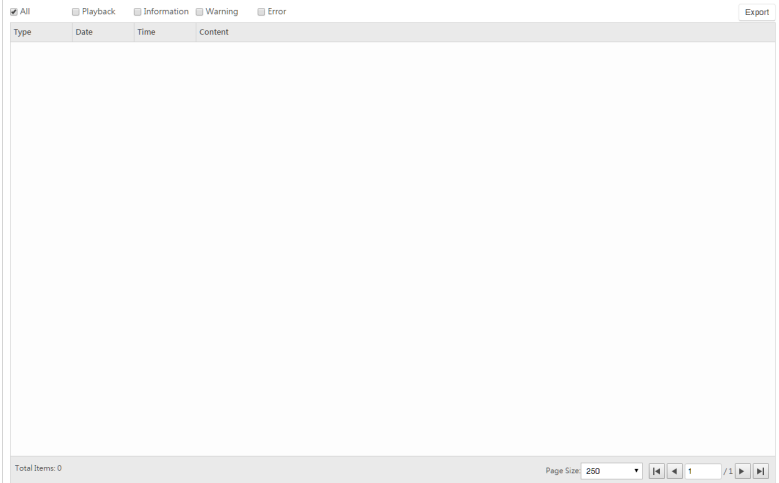 All Playback Information Warning Error Export
Type Date Time Content
Total Items: 0 Page Size: 250 1 / 1